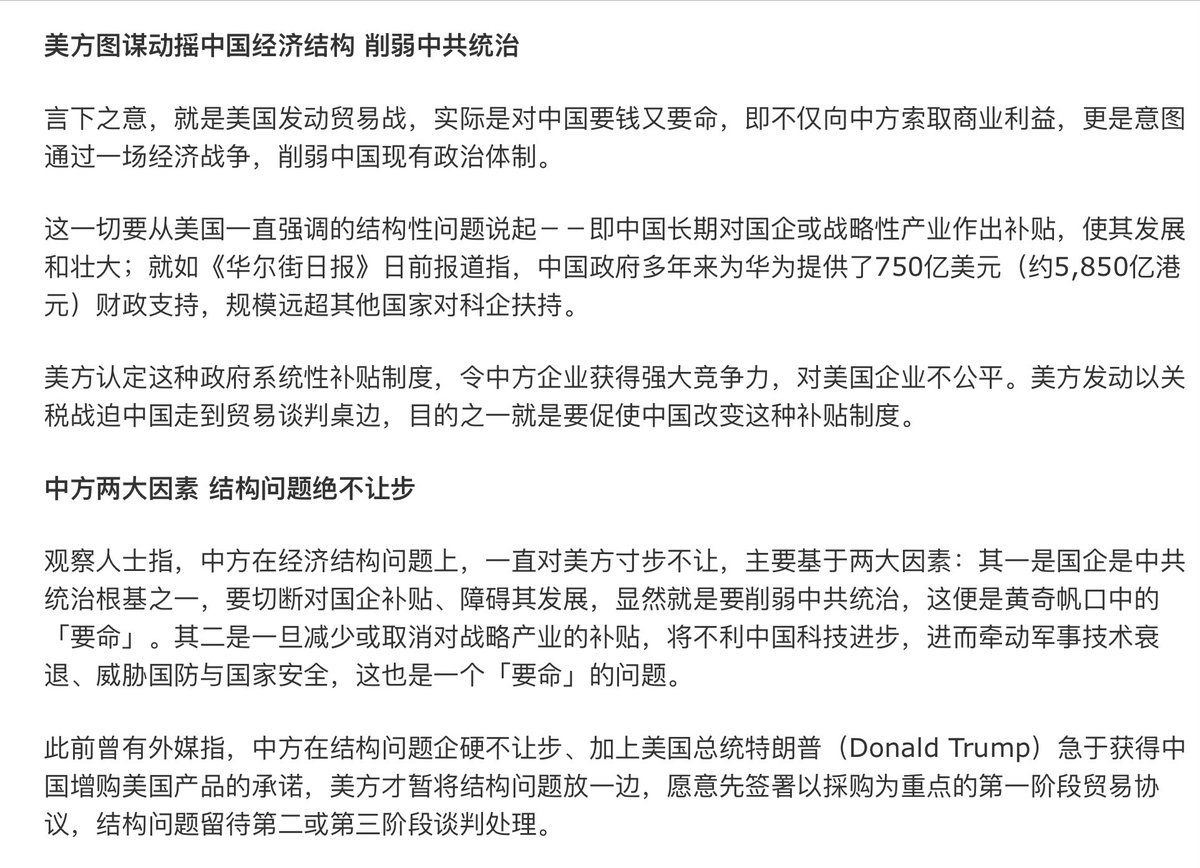 美方图谋动摇中国经济结构 削弱中共统治
言下之意，就是美国发动贸易战，实际是对中国要钱又要命，即不仅向中方索取商业利益，更是意图
通过一场经济战争，削弱中国现有政治体制。
这一切要从美国一直强调的结构性问题说起－－即中国长期对国企或战略性产业作出补贴，使其发展
和壮大；就如《华尔街日报》日前报道指，中国政府多年来为华为提供了750亿美元（约5,850亿港
元）财政支持，规模远超其他国家对科企扶持。
美方认定这种政府系统性补贴制度，令中方企业获得强大竞争力，对美国企业不公平。美方发动以关
税战迫中国走到贸易谈判桌边，目的之一就是要促使中国改变这种补贴制度。
中方两大因素 结构问题绝不让步
观察人士指，中方在经济结构问题上，一直对美方寸步不让，主要基于两大因素：其一是国企是中共
统治根基之一，要切断对国企补贴、障碍其发展，显然就是要削弱中共统治，这便是黄奇帆口中的
「要命」。其二是一旦减少或取消对战略产业的补贴，将不利中国科技进步，进而牵动军事技术衰
退、威胁国防与国家安全，这也是一个「要命」的问题。
此前曾有外媒指，中方在结构问题企硬不让步、加上美国总统特朗普（Donald Trump）急于获得中
国增购美国产品的承诺，美方才暂将结构问题放一边，愿意先签署以採购为重点的第一阶段贸易协
议，结构问题留待第二或第三阶段谈判处理。